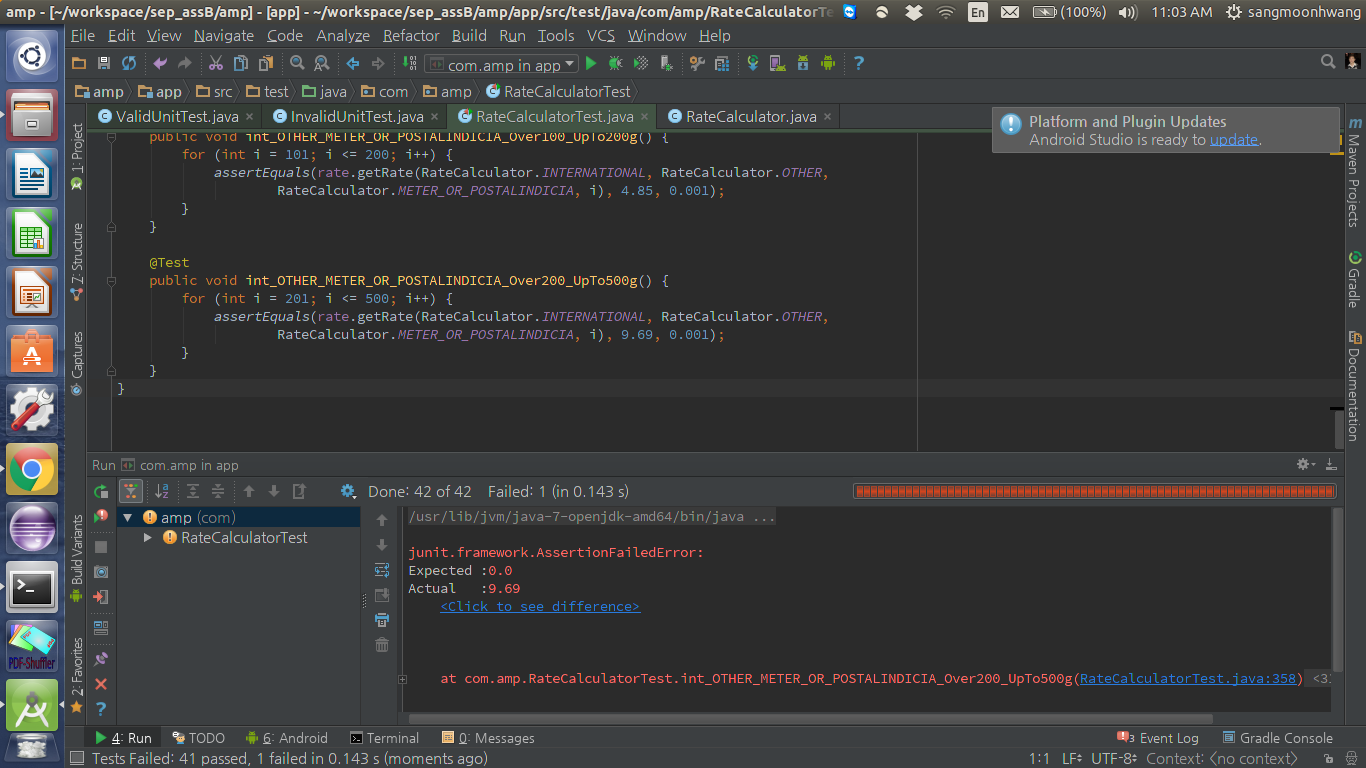 amp - [~/workspace/sep_assB/amp] - [app] - ~/workspace/sep_assB/amp/app/src/test/java/com/amp/RateCalculatorTe
En
(100%)
11:03 AM
sangmoonhwang
File Edit View Navigate Code Analyze Refactor Build Run Tools VCS Window Help
com.amp in app
amp app src test java com amp RateCalculatorTest
ValidUnitTest.java InvalidUnitTest.java RateCalculatorTest.java RateCalculator.java
Platform and Plugin Updates
Android Studio is ready to update.
public void int_OTHER_METER_OR_POSTALINDICIA_Over100_UpTo200g() {
for (int i = 101; i <= 200; i++) {
assertEquals(rate.getRate(RateCalculator.INTERNATIONAL, RateCalculator.OTHER,
RateCalculator.METER_OR_POSTALINDICIA, i), 4.85, 0.001);
}
}
@Test
public void int_OTHER_METER_OR_POSTALINDICIA_Over200_UpTo500g() {
for (int i = 201; i <= 500; i++) {
assertEquals(rate.getRate(RateCalculator.INTERNATIONAL, RateCalculator.OTHER,
RateCalculator.METER_OR_POSTALINDICIA, i), 9.69, 0.001);
}
}
}
1: Project
7: Structure
Captures
Build Variants
2: Favorites
Maven Projects
Gradle
Documentation
PDF-Shuffler
Run com.amp in app
Done: 42 of 42 Failed: 1 (in 0.143 s)
amp (com)
RateCalculatorTest
/usr/lib/jvm/java-7-openjdk-amd64/bin/java ...
junit.framework.AssertionFailedError:
Expected :0.0
Actual :9.69
<Click to see difference>
at com.amp.RateCalculatorTest.int_OTHER_METER_OR_POSTALINDICIA_Over200_UpTo500g(RateCalculatorTest.java:358) <31
4: Run TODO 6: Android Terminal 0: Messages
3 Event Log Gradle Console
Tests Failed: 41 passed, 1 failed in 0.143 s (moments ago)
1:1 LF UTF-8 Context: <no context>